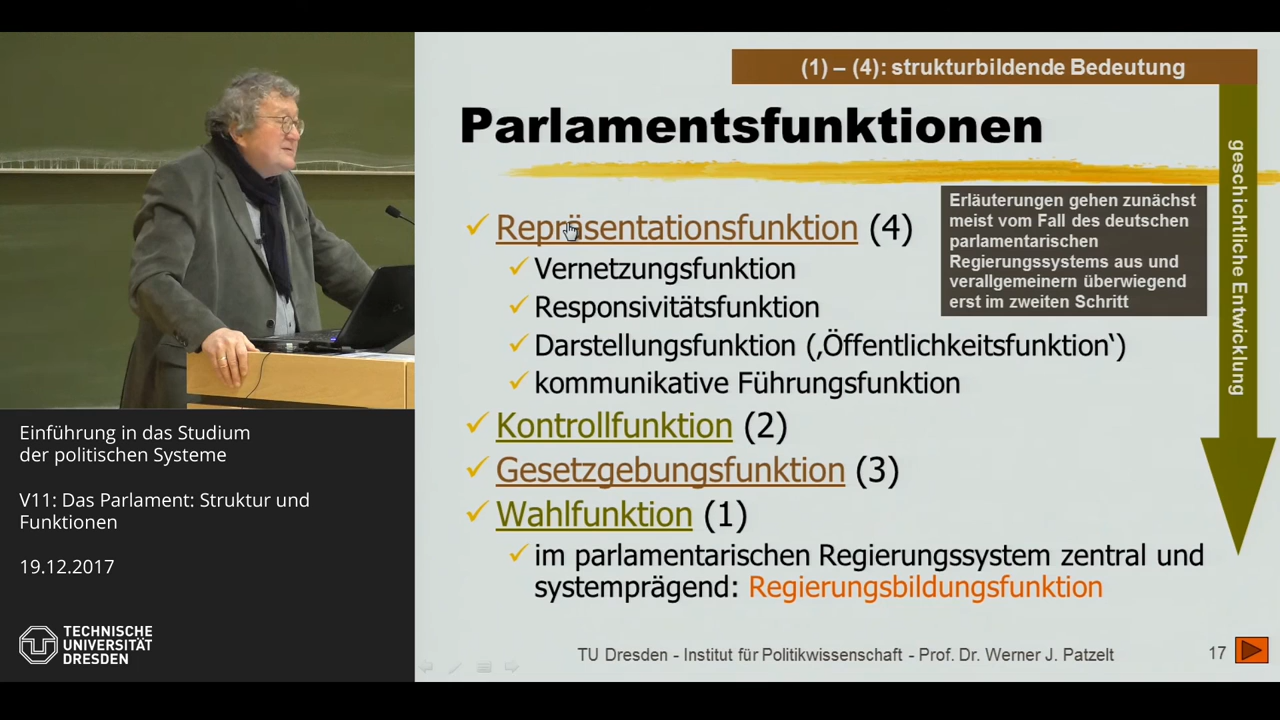 (1) – (4): strukturbildende Bedeutung
Parlamentsfunktionen
geschichtliche Entwicklung
Erläuterungen gehen zunächst
meist vom Fall des deutschen
parlamentarischen
Regierungssystems aus und
verallgemeinern überwiegend
erst im zweiten Schritt
Repräsentationsfunktion (4)
Vernetzungsfunktion
Responsivitätsfunktion
Darstellungsfunktion (‚Öffentlichkeitsfunktion‘)
kommunikative Führungsfunktion
Kontrollfunktion (2)
Gesetzgebungsfunktion (3)
Wahlfunktion (1)
im parlamentarischen Regierungssystem zentral und
systemprägend: Regierungsbildungsfunktion
TU Dresden - Institut für Politikwissenschaft - Prof. Dr. Werner J. Patzelt
17
Einführung in das Studium
der politischen Systeme
V11: Das Parlament: Struktur und
Funktionen
19.12.2017
TECHNISCHE
UNIVERSITÄT
DRESDEN